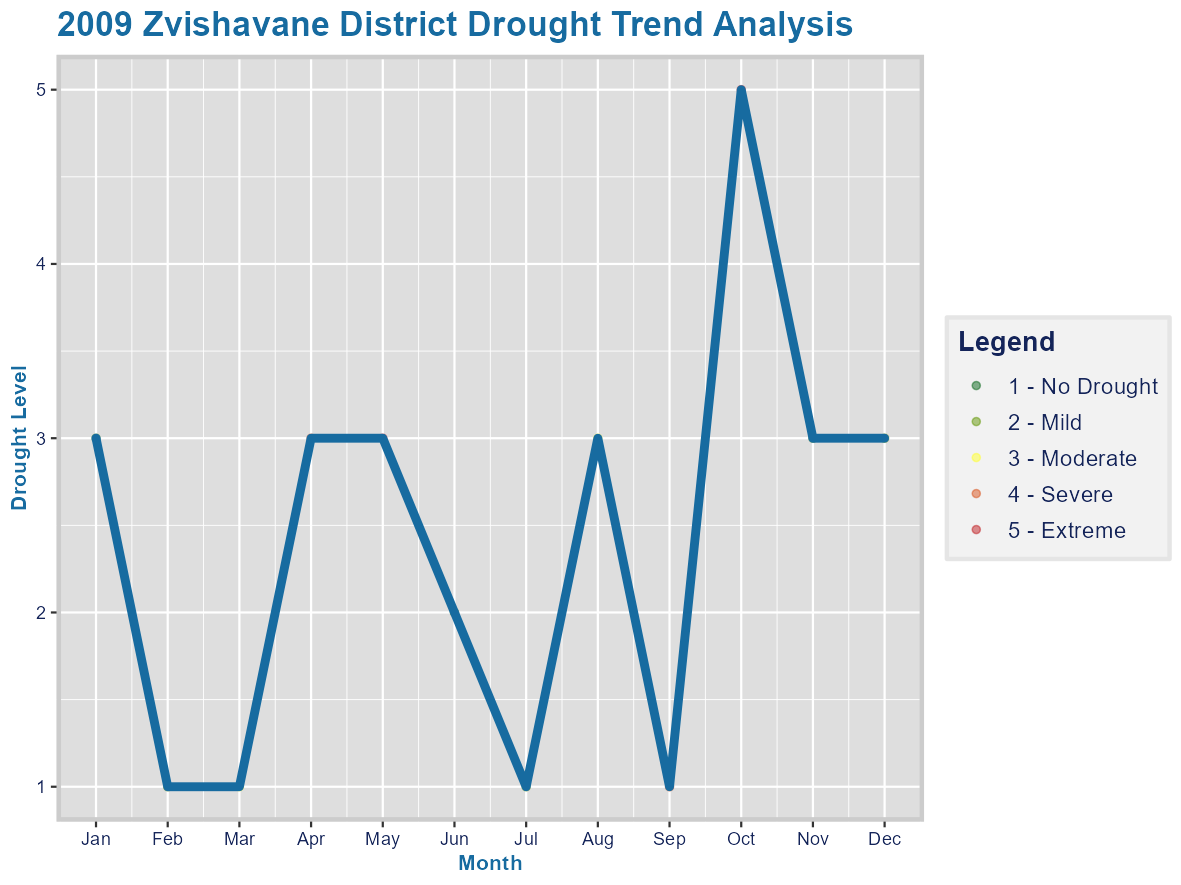 2009 Zvishavane District Drought Trend Analysis
5
4
3
2
1
Drought Level
Jan Feb Mar Apr May Jun Jul Aug Sep Oct Nov Dec
Month
Legend
1 - No Drought
2 - Mild
3 - Moderate
4 - Severe
5 - Extreme